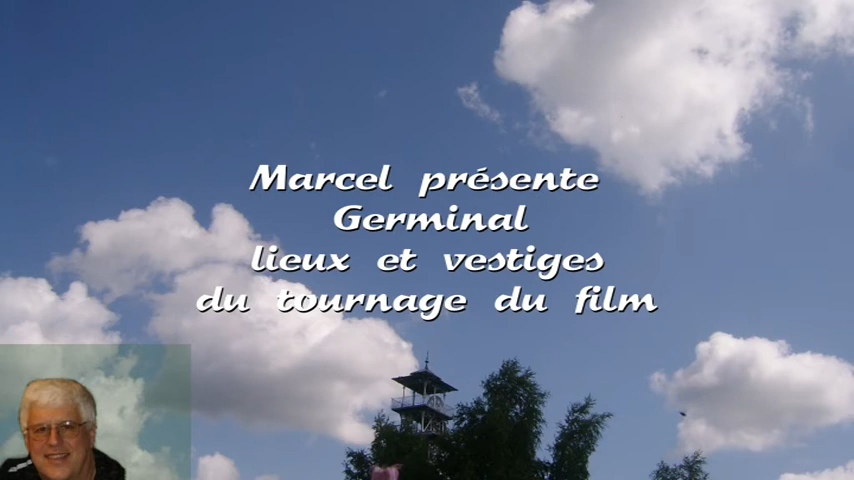 Marcel présente
Germinal
lieux et vestiges
du tournage du film